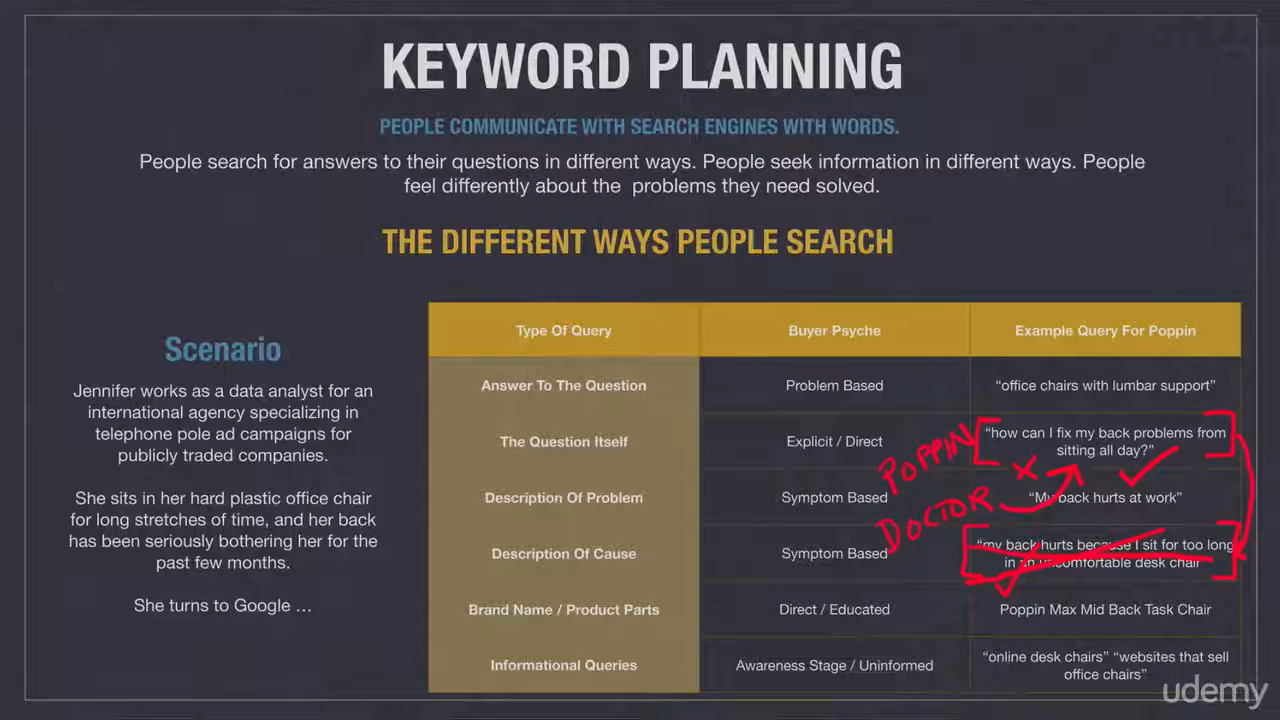 KEYWORD PLANNING
PEOPLE COMMUNICATE WITH SEARCH ENGINES WITH WORDS.
People search for answers to their questions in different ways. People seek information in different ways. People
feel differently about the problems they need solved.
THE DIFFERENT WAYS PEOPLE SEARCH
Scenario
Jennifer works as a data analyst for an
international agency specializing in
telephone pole ad campaigns for
publicly traded companies.
She sits in her hard plastic office chair
for long stretches of time, and her back
has been seriously bothering her for the
past few months.
She turns to Google ...
Type Of Query
Buyer Psyche
Example Query For Poppin
Answer To The Question
Problem Based
“office chairs with lumbar support”
The Question Itself
Explicit / Direct
“how can I fix my back problems from
sitting all day?”
POPPIN
Description Of Problem
Symptom Based
“My back hurts at work”
DOCTOR
Description Of Cause
Symptom Based
“my back hurts because I sit for too long
in an uncomfortable desk chair
Brand Name / Product Parts
Direct / Educated
Poppin Max Mid Back Task Chair
Informational Queries
Awareness Stage / Uninformed
“online desk chairs” “websites that sell
office chairs”
udemy